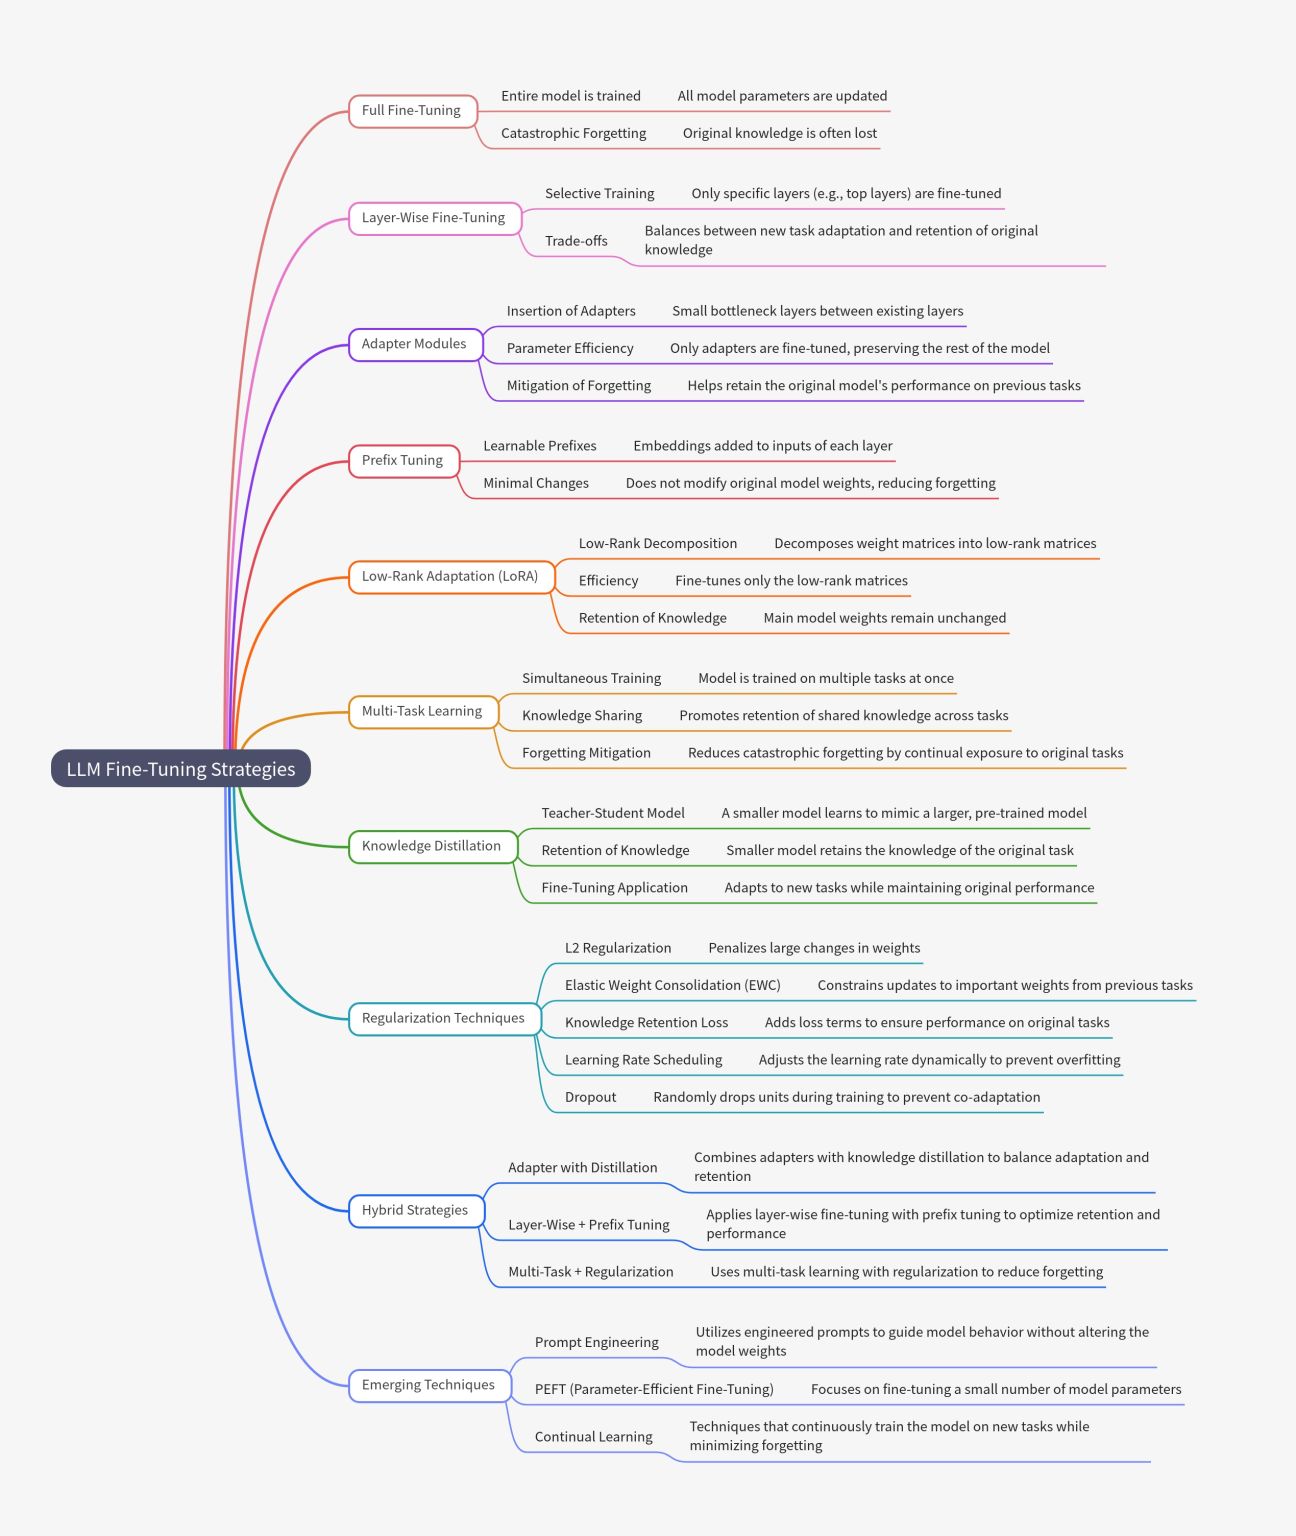 LLM Fine-Tuning Strategies
Full Fine-Tuning
Entire model is trained
All model parameters are updated
Catastrophic Forgetting
Original knowledge is often lost
Layer-Wise Fine-Tuning
Selective Training
Only specific layers (e.g., top layers) are fine-tuned
Trade-offs
Balances between new task adaptation and retention of original
knowledge
Adapter Modules
Insertion of Adapters
Small bottleneck layers between existing layers
Parameter Efficiency
Only adapters are fine-tuned, preserving the rest of the model
Mitigation of Forgetting
Helps retain the original model's performance on previous tasks
Prefix Tuning
Learnable Prefixes
Embeddings added to inputs of each layer
Minimal Changes
Does not modify original model weights, reducing forgetting
Low-Rank Adaptation (LoRA)
Low-Rank Decomposition
Decomposes weight matrices into low-rank matrices
Efficiency
Fine-tunes only the low-rank matrices
Retention of Knowledge
Main model weights remain unchanged
Multi-Task Learning
Simultaneous Training
Model is trained on multiple tasks at once
Knowledge Sharing
Promotes retention of shared knowledge across tasks
Forgetting Mitigation
Reduces catastrophic forgetting by continual exposure to original tasks
Knowledge Distillation
Teacher-Student Model
A smaller model learns to mimic a larger, pre-trained model
Retention of Knowledge
Smaller model retains the knowledge of the original task
Fine-Tuning Application
Adapts to new tasks while maintaining original performance
Regularization Techniques
L2 Regularization
Penalizes large changes in weights
Elastic Weight Consolidation (EWC)
Constrains updates to important weights from previous tasks
Knowledge Retention Loss
Adds loss terms to ensure performance on original tasks
Learning Rate Scheduling
Adjusts the learning rate dynamically to prevent overfitting
Dropout
Randomly drops units during training to prevent co-adaptation
Hybrid Strategies
Adapter with Distillation
Combines adapters with knowledge distillation to balance adaptation and
retention
Layer-Wise + Prefix Tuning
Applies layer-wise fine-tuning with prefix tuning to optimize retention and
performance
Multi-Task + Regularization
Uses multi-task learning with regularization to reduce forgetting
Emerging Techniques
Prompt Engineering
Utilizes engineered prompts to guide model behavior without altering the
model weights
PEFT (Parameter-Efficient Fine-Tuning)
Focuses on fine-tuning a small number of model parameters
Continual Learning
Techniques that continuously train the model on new tasks while
minimizing forgetting